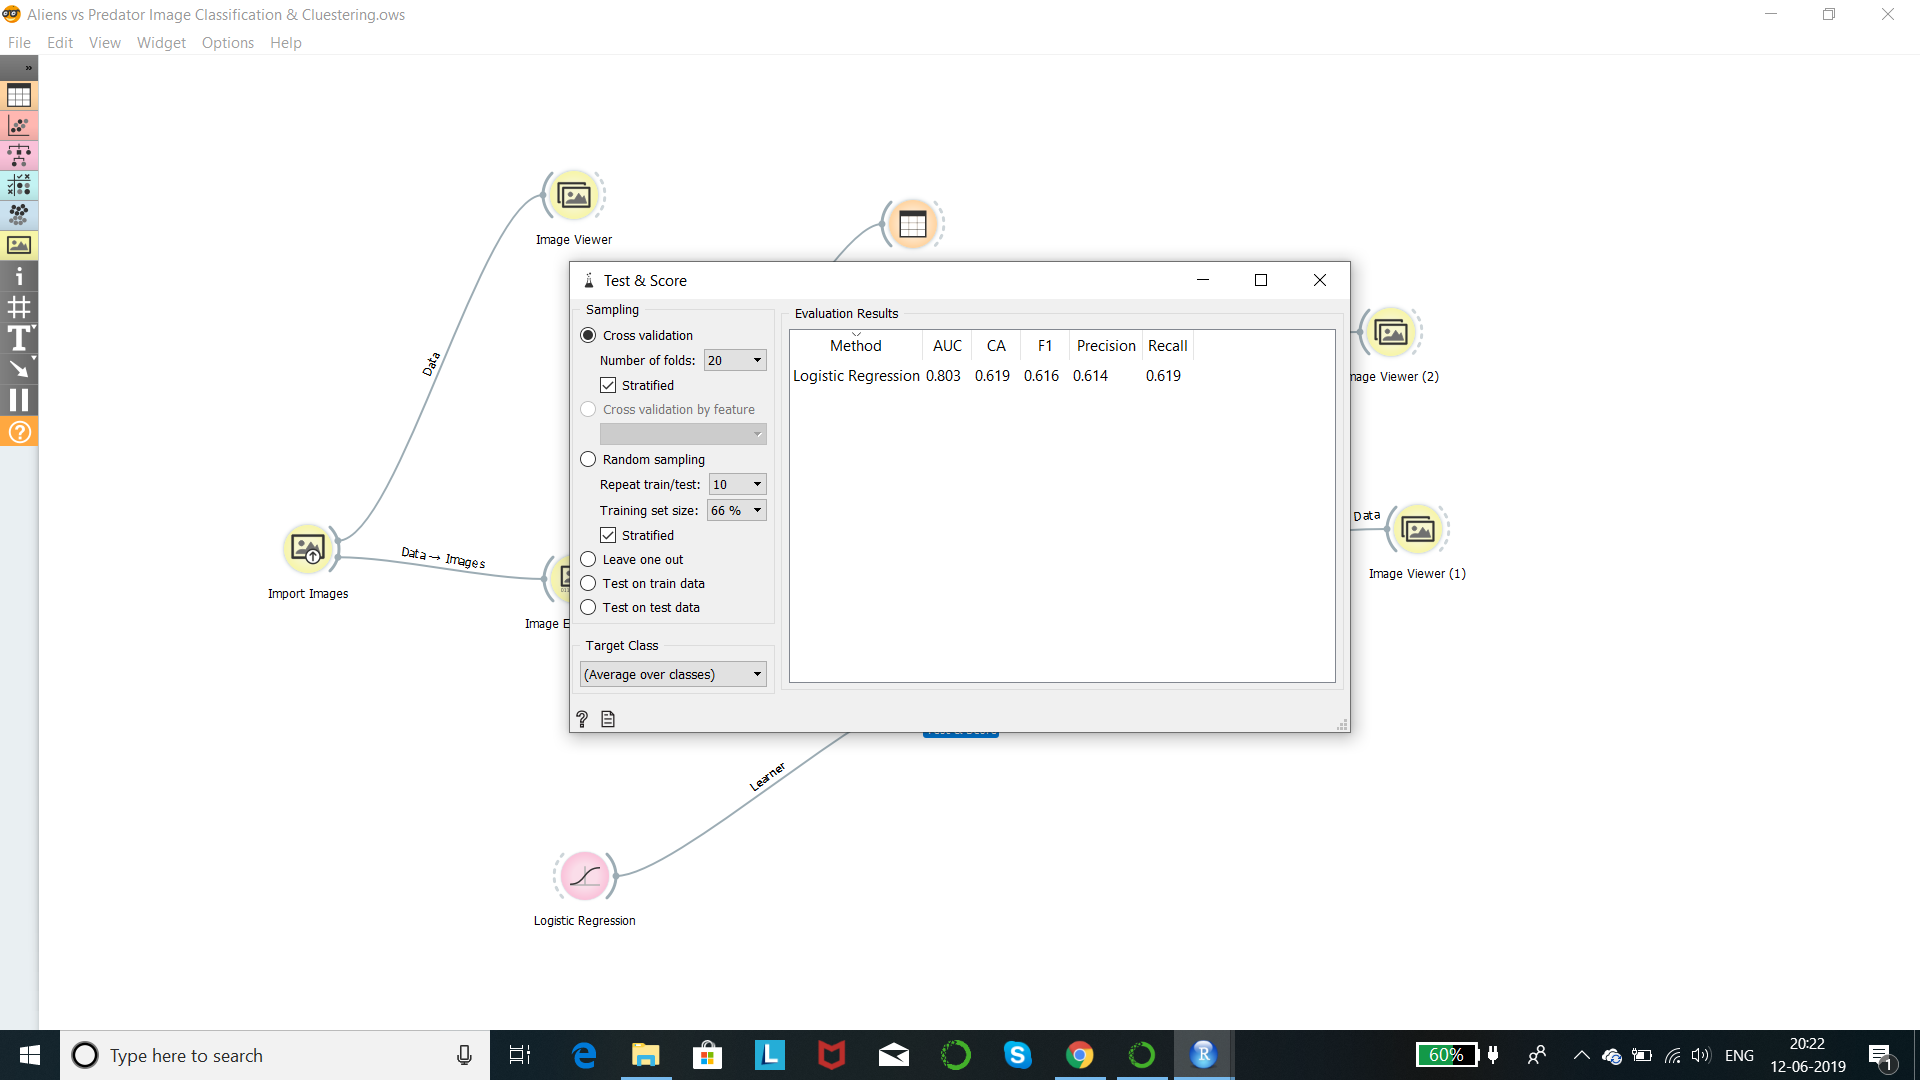 Aliens vs Predator Image Classification & Cluestering.ows
File Edit View Widget Options Help
Image Viewer
Data
Data → Images
Import Images
Image E
Test & Score
Sampling
Cross validation
Number of folds: 20
Stratified
Cross validation by feature
Random sampling
Repeat train/test: 10
Training set size: 66 %
Stratified
Leave one out
Test on train data
Test on test data
Target Class
(Average over classes)
Evaluation Results
Method AUC CA F1 Precision Recall
Logistic Regression 0.803 0.619 0.616 0.614 0.619
mage Viewer (2)
Data
Image Viewer (1)
Learner
Logistic Regression
Type here to search
60%
ENG
20:22
12-06-2019
1